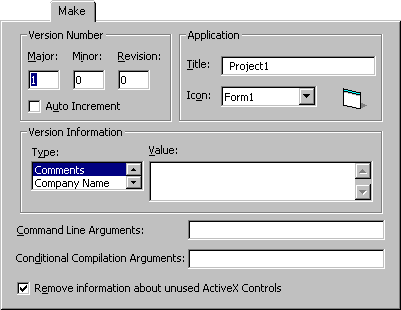 Make
Version Number
Application
Major: Minor: Revision:
1 0 0
Title: Project1
Auto Increment
Icon: Form1
Version Information
Type: Value:
Comments
Company Name
Command Line Arguments:
Conditional Compilation Arguments:
Remove information about unused ActiveX Controls